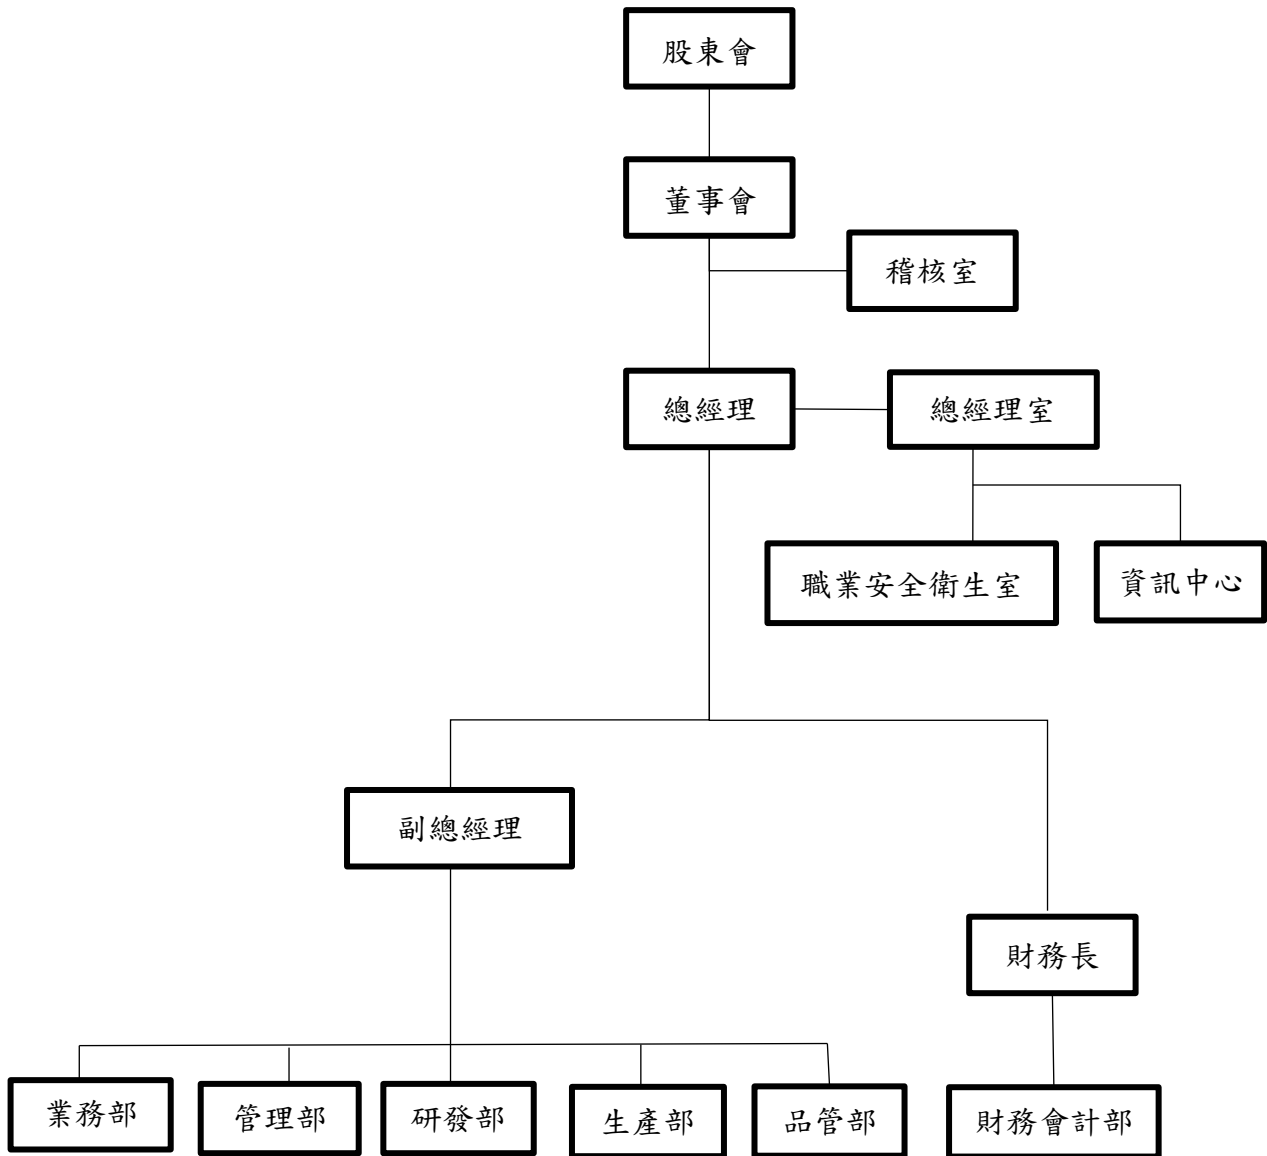 股東會
董事會
稽核室
總經理
總經理室
職業安全衛生室
資訊中心
副總經理
財務長
業務部
管理部
研發部
生產部
品管部
財務會計部